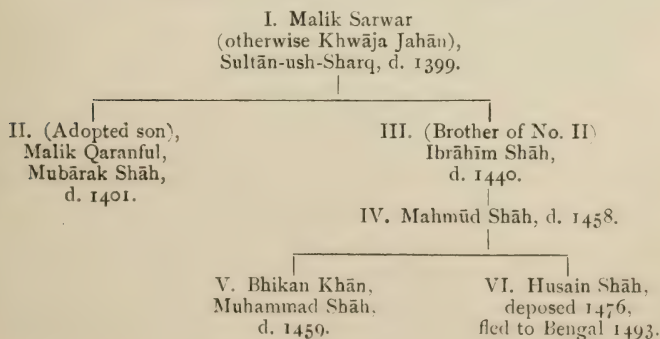 I. Malik Sarwar
(otherwise Khwāja Jahān),
Sultān-ush-Sharq, d. 1399.
II. (Adopted son),
Malik Qaranful,
Mubārak Shāh,
d. 1401.
III. (Brother of No. II)
Ibrāhīm Shāh,
d. 1440.
IV. Mahmūd Shāh, d. 1458.
V. Bhikan Khān,
Muhammad Shāh,
d. 1459.
VI. Husain Shāh,
deposed 1476,
fled to Bengal 1493.